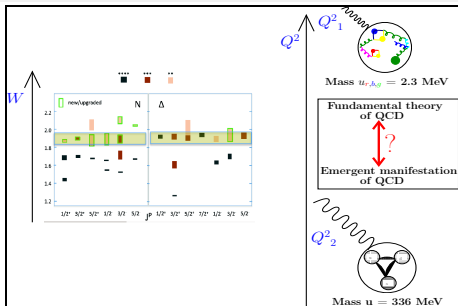 Q²₁
Q²
Mass u_{r,b,g} = 2.3 MeV
**** *** **
W
new/upgraded N Δ
2.2
2.0
1.8
1.6
1.4
1.2
1/2⁺ 3/2⁺ 5/2⁺ 1/2 3/2 5/2 Jᴾ 1/2⁺ 3/2⁺ 5/2⁺ 7/2⁺ 1/2 3/2 5/2
Fundamental theory
of QCD
?
Emergent manifestation
of QCD
Q²₂
Mass u = 336 MeV